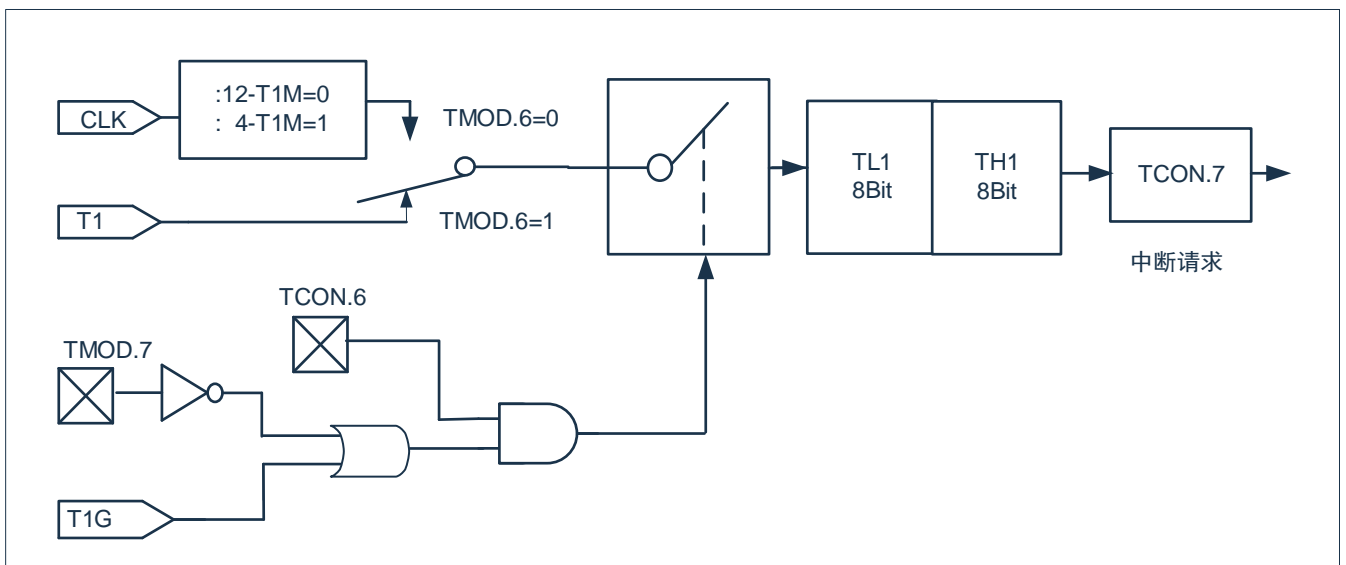 :12-T1M=0
: 4-T1M=1
CLK
TMOD.6=0
T1
TMOD.6=1
TL1
8Bit
TH1
8Bit
TCON.7
中断请求
TCON.6
TMOD.7
T1G